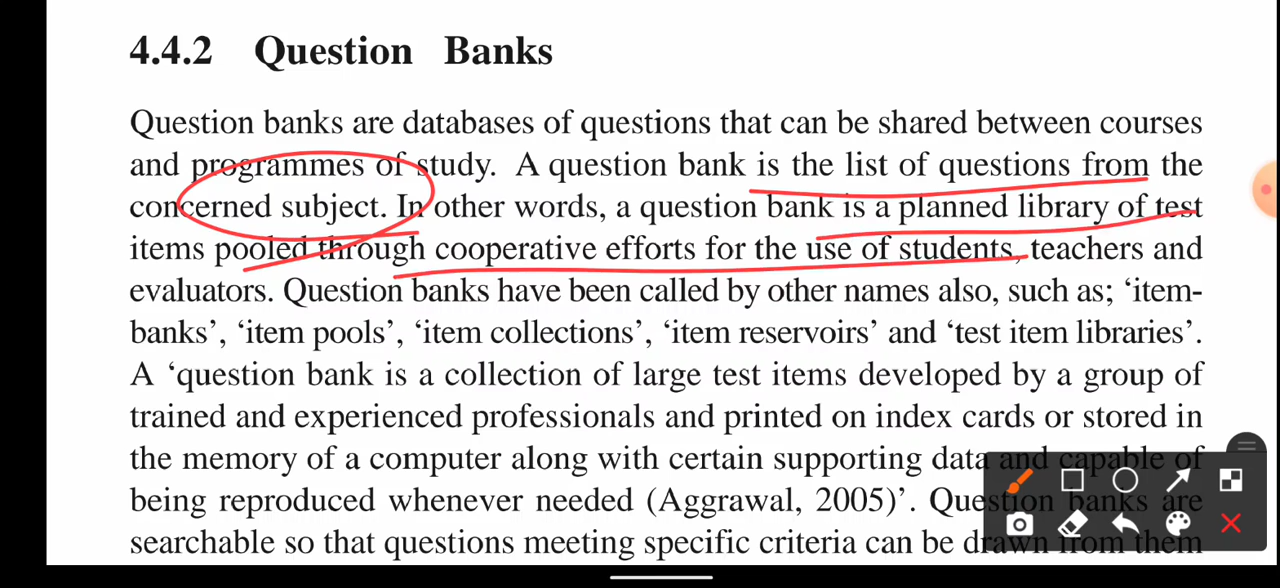 4.4.2 Question Banks
Question banks are databases of questions that can be shared between courses
and programmes of study. A question bank is the list of questions from the
concerned subject. In other words, a question bank is a planned library of test
items pooled through cooperative efforts for the use of students, teachers and
evaluators. Question banks have been called by other names also, such as; ‘item-
banks’, ‘item pools’, ‘item collections’, ‘item reservoirs’ and ‘test item libraries’.
A ‘question bank is a collection of large test items developed by a group of
trained and experienced professionals and printed on index cards or stored in
the memory of a computer along with certain supporting data and capable of
being reproduced whenever needed (Aggrawal, 2005)’. Question banks are
searchable so that questions meeting specific criteria can be drawn from them